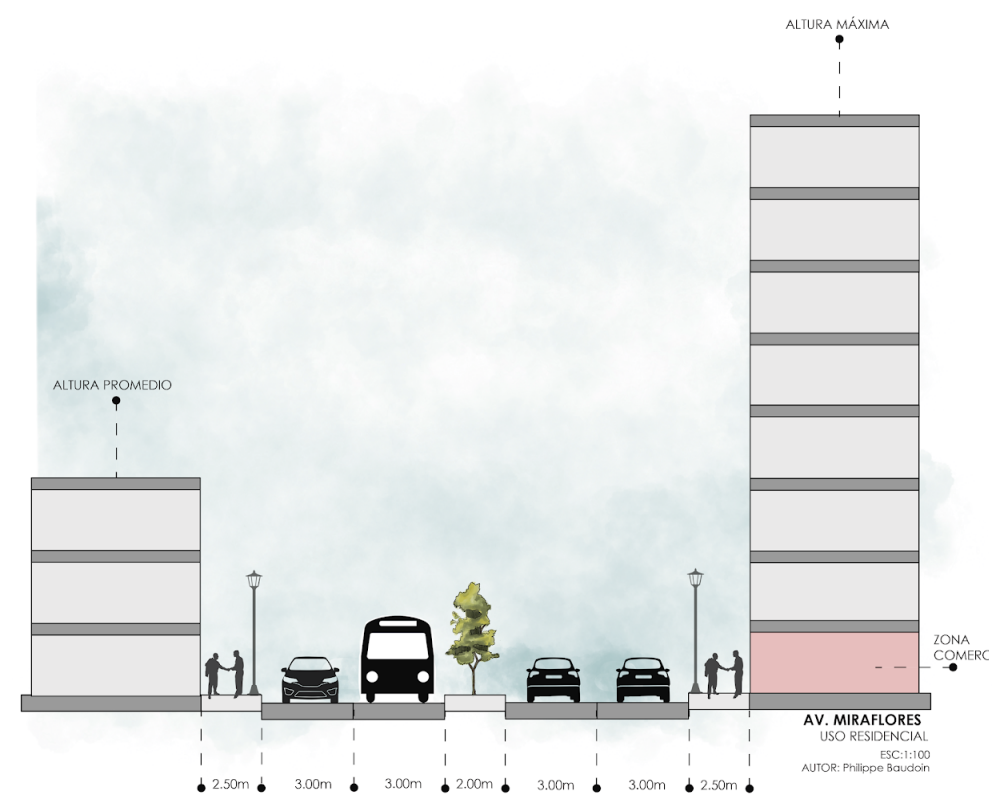 ALTURA MÁXIMA
ALTURA PROMEDIO
ZONA
COMERC
AV. MIRAFLORES
USO RESIDENCIAL
ESC:1:100
AUTOR: Philippe Baudoin
2.50m 3.00m 3.00m 2.00m 3.00m 3.00m 2.50m